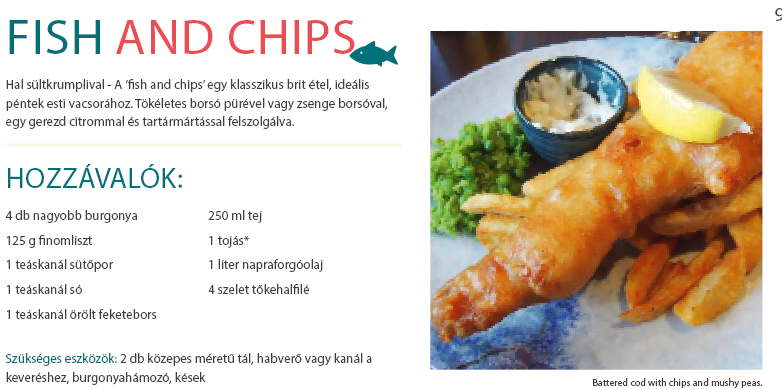 9
FISH AND CHIPS
Hal sültkrumplival - A 'fish and chips' egy klasszikus brit étel, ideális
péntek esti vacsorához. Tökéletes borsó pürével vagy zsenge borsóval,
egy gerezd citrommal és tartármártással felszolgálva.
HOZZÁVALÓK:
4 db nagyobb burgonya
125 g finomliszt
1 teáskanál sütőpor
1 teáskanál só
1 teáskanál örölt feketebors
250 ml tej
1 tojás*
1 liter napraforgóolaj
4 szelet tőkehalfilé
Szükséges eszközök: 2 db közepes méretű tál, habverő vagy kanál a
keveréshez, burgonyahámozó, kések
Battered cod with chips and mushy peas.